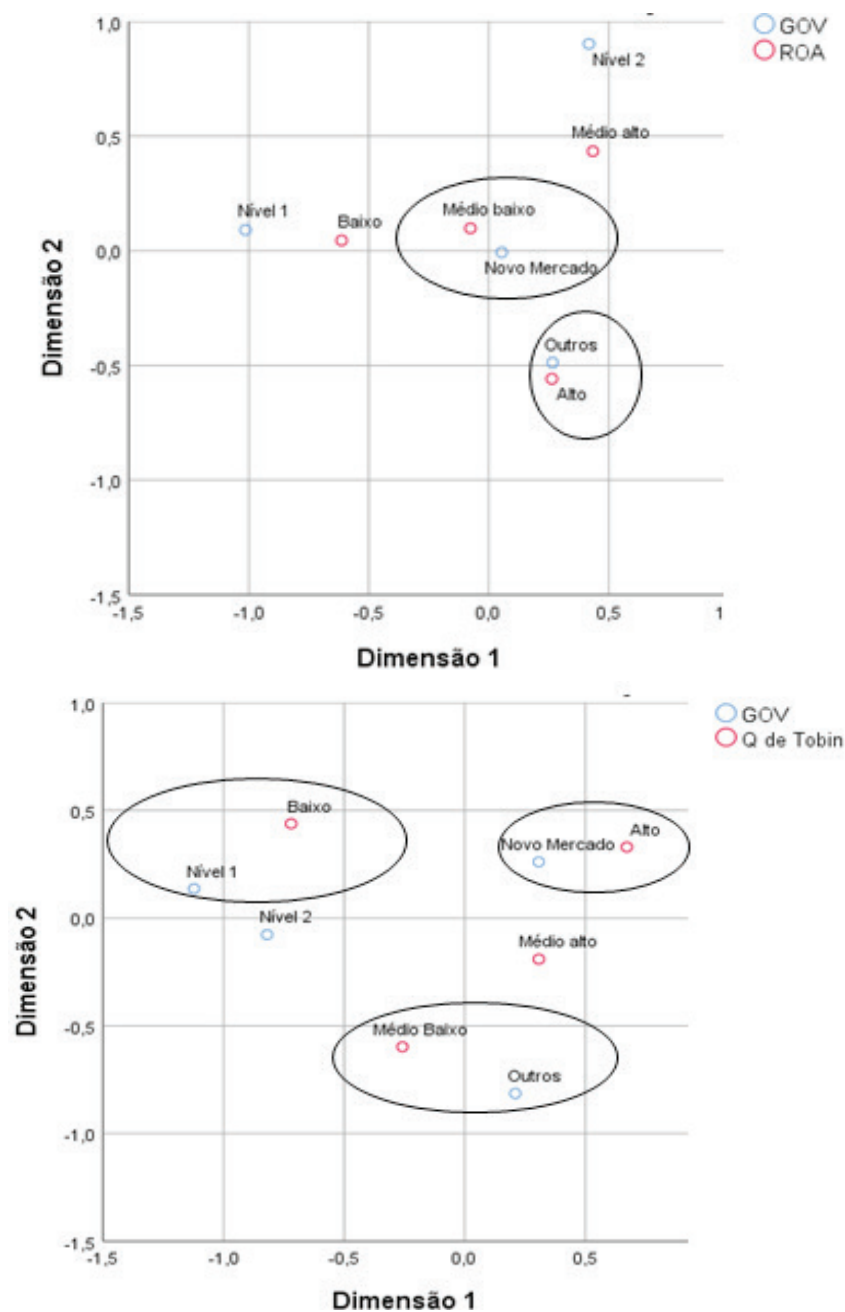 GOV
ROA
1,0
0,5
0,0
-0,5
-1,0
-1,5
Dimensão 2
Nível 2
Médio alto
Nível 1
Baixo
Médio baixo
Novo Mercado
Outros
Alto
-1,5
-1,0
-0,5
0,0
0,5
1
Dimensão 1
GOV
Q de Tobin
1,0
0,5
0,0
-0,5
-1,0
-1,5
Dimensão 2
Baixo
Alto
Novo Mercado
Nível 1
Nível 2
Médio alto
Médio Baixo
Outros
-1,5
-1,0
-0,5
0,0
0,5
Dimensão 1